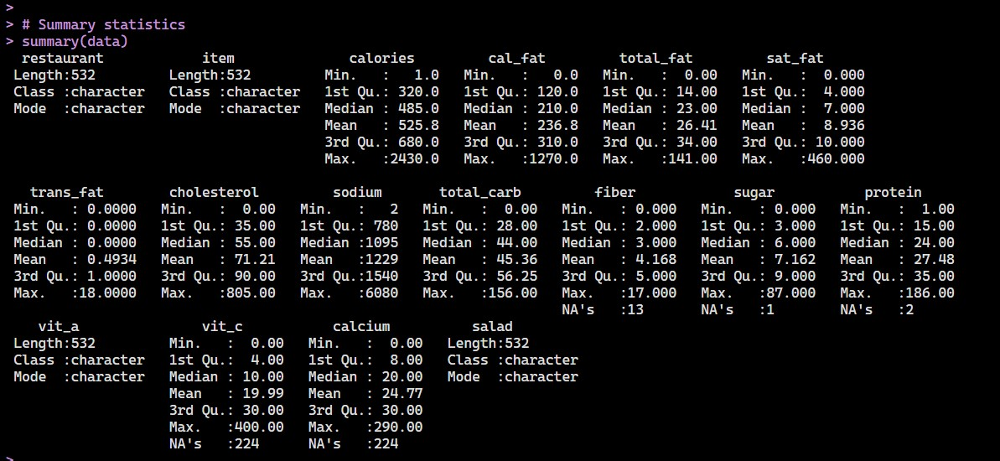 >
> # Summary statistics
> summary(data)
  restaurant            item              calories         cal_fat         total_fat         sat_fat
 Length:532         Length:532         Min.   :   1.0   Min.   :   0.0   Min.   :  0.00   Min.   :  0.000
 Class :character   Class :character   1st Qu.: 320.0   1st Qu.: 120.0   1st Qu.: 14.00   1st Qu.:  4.000
 Mode  :character   Mode  :character   Median : 485.0   Median : 210.0   Median : 23.00   Median :  7.000
                                       Mean   : 525.8   Mean   : 236.8   Mean   : 26.41   Mean   :  8.936
                                       3rd Qu.: 680.0   3rd Qu.: 310.0   3rd Qu.: 34.00   3rd Qu.: 10.000
                                       Max.   :2430.0   Max.   :1270.0   Max.   :141.00   Max.   :460.000
   trans_fat        cholesterol         sodium       total_carb         fiber            sugar           protein
 Min.   : 0.0000   Min.   :  0.00   Min.   :   2   Min.   :  0.00   Min.   : 0.000   Min.   : 0.000   Min.   :  1.00
 1st Qu.: 0.0000   1st Qu.: 35.00   1st Qu.: 780   1st Qu.: 28.00   1st Qu.: 2.000   1st Qu.: 3.000   1st Qu.: 15.00
 Median : 0.0000   Median : 55.00   Median :1095   Median : 44.00   Median : 3.000   Median : 6.000   Median : 24.00
 Mean   : 0.4934   Mean   : 71.21   Mean   :1229   Mean   : 45.36   Mean   : 4.168   Mean   : 7.162   Mean   : 27.48
 3rd Qu.: 1.0000   3rd Qu.: 90.00   3rd Qu.:1540   3rd Qu.: 56.25   3rd Qu.: 5.000   3rd Qu.: 9.000   3rd Qu.: 35.00
 Max.   :18.0000   Max.   :805.00   Max.   :6080   Max.   :156.00   Max.   :17.000   Max.   :87.000   Max.   :186.00
                                                                    NA's   :13       NA's   :1        NA's   :2
    vit_a               vit_c           calcium          salad
 Length:532         Min.   :  0.00   Min.   :  0.00   Length:532
 Class :character   1st Qu.:  4.00   1st Qu.:  8.00   Class :character
 Mode  :character   Median : 10.00   Median : 20.00   Mode  :character
                    Mean   : 19.99   Mean   : 24.77
                    3rd Qu.: 30.00   3rd Qu.: 30.00
                    Max.   :400.00   Max.   :290.00
                    NA's   :224      NA's   :224
>